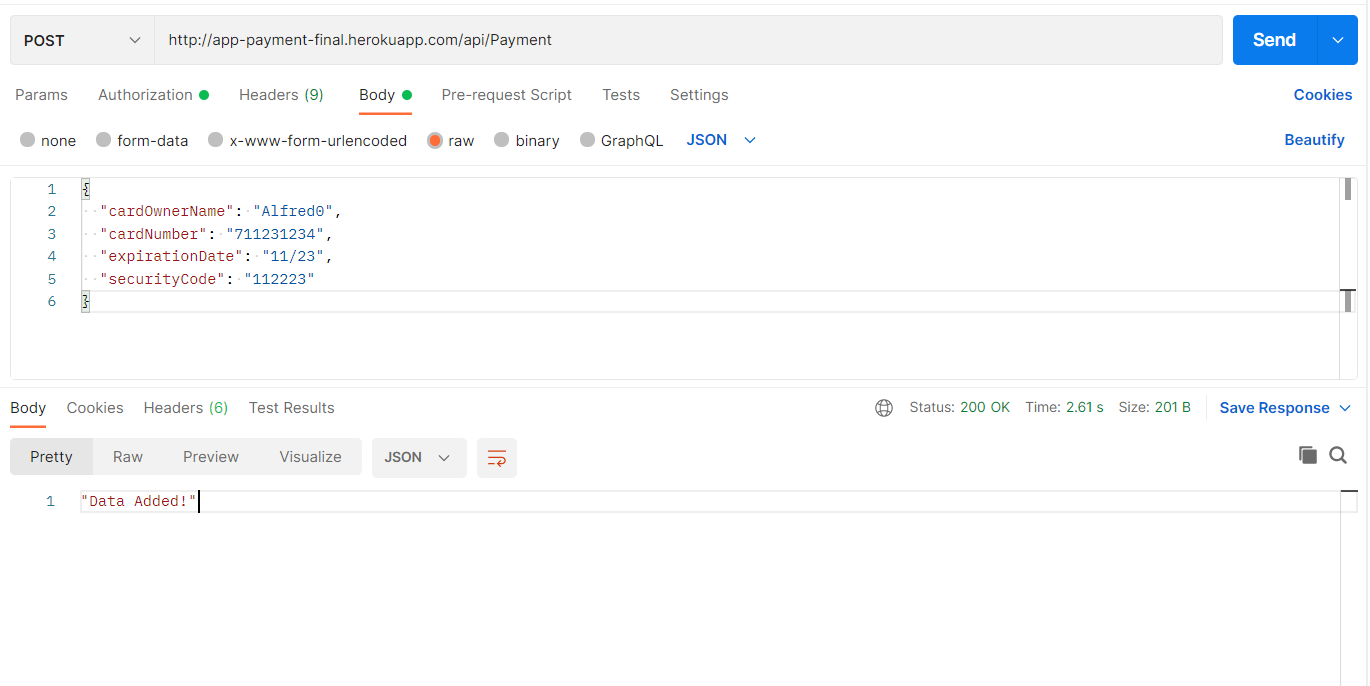 POST http://app-payment-final.herokuapp.com/api/Payment Send
Params Authorization Headers (9) Body Pre-request Script Tests Settings Cookies
none form-data x-www-form-urlencoded raw binary GraphQL JSON Beautify
1 {
2 "cardOwnerName": "Alfred0",
3 "cardNumber": "711231234",
4 "expirationDate": "11/23",
5 "securityCode": "112223"
6 }
Body Cookies Headers (6) Test Results Status: 200 OK Time: 2.61 s Size: 201 B Save Response
Pretty Raw Preview Visualize JSON
1 "Data Added!"